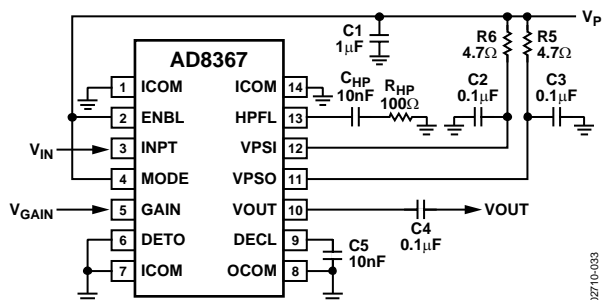 VP
C1
1µF
R6
4.7Ω
R5
4.7Ω
AD8367
CHP
10nF
RHP
100Ω
C2
0.1µF
C3
0.1µF
1 ICOM
ICOM 14
2 ENBL
HPFL 13
VIN
3 INPT
VPSI 12
4 MODE
VPSO 11
VGAIN
5 GAIN
VOUT 10
VOUT
C4
0.1µF
6 DETO
DECL 9
C5
10nF
7 ICOM
OCOM 8
02710-033